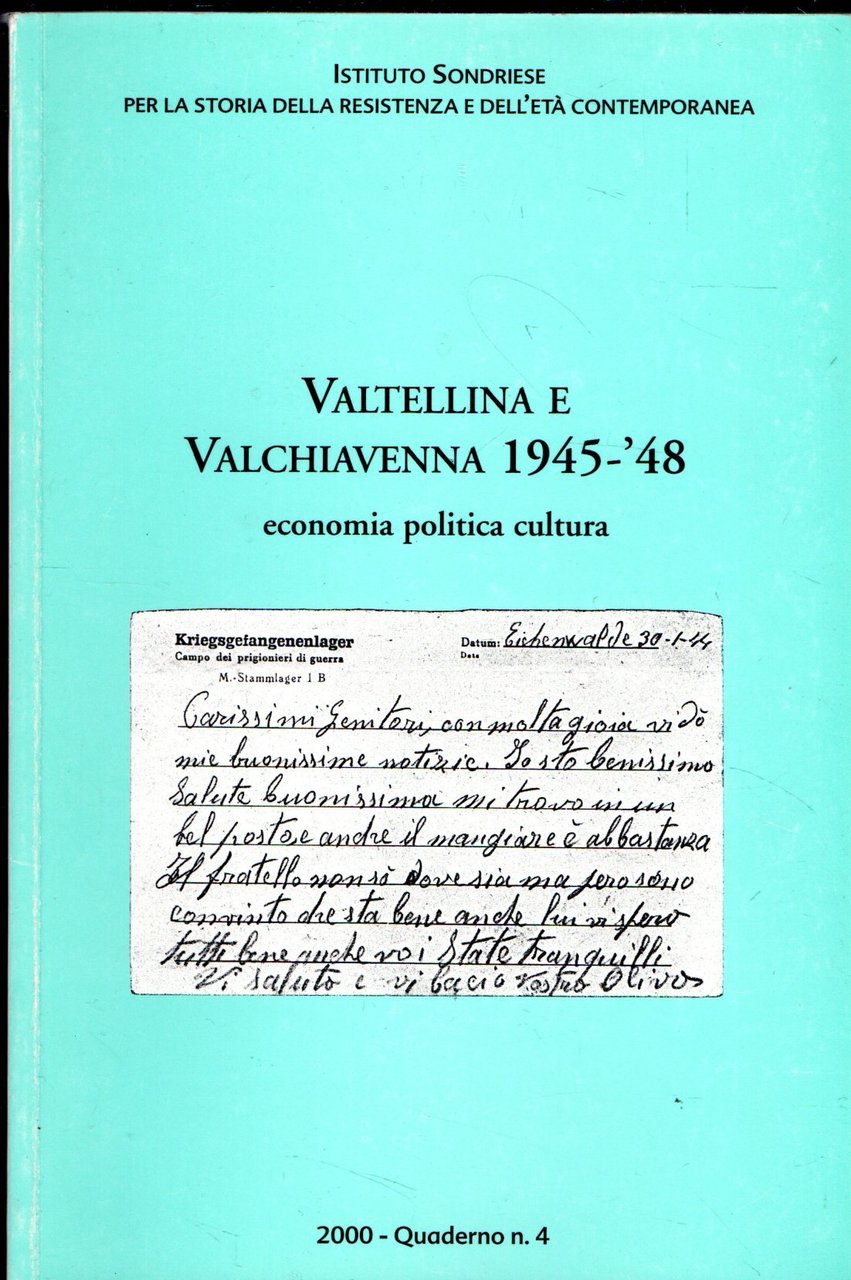 ISTITUTO SONDRIESE
PER LA STORIA DELLA RESISTENZA E DELL'ETÀ CONTEMPORANEA
VALTELLINA E
VALCHIAVENNA 1945-'48
economia politica cultura
Kriegsgefangenenlager
Campo dei prigionieri di guerra
M.-Stammlager I B
Datum: Eichenwalde 30-1-44
Data
Carissimi Genitori, con molta gioia vi dò
mie buonissime notizie. Io sto benissimo
Salute buonissima mi trovo in un
bel posto e anche il mangiare è abbastanza
Il fratello non sò dove sia ma però sono
convinto che sta bene anche lui vi spero
tutti bene anche voi State tranquilli
Vi saluto e vi bacio vostro Olivo
2000 - Quaderno n. 4